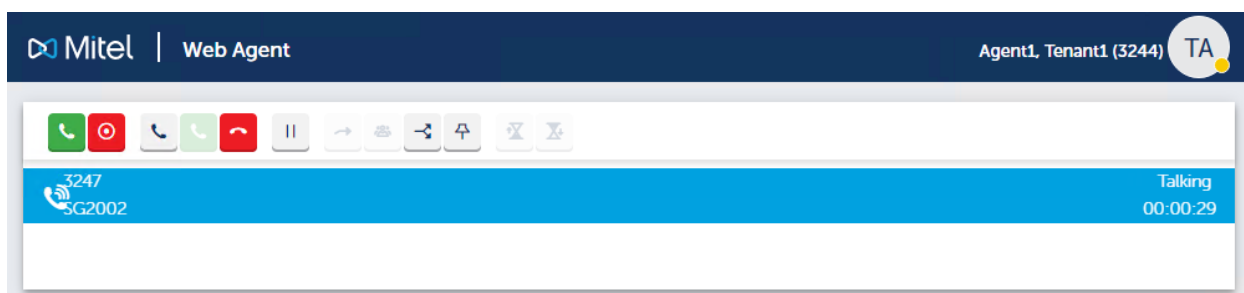 Mitel | Web Agent
Agent1, Tenant1 (3244) TA
3247
Talking
SG2002
00:00:29